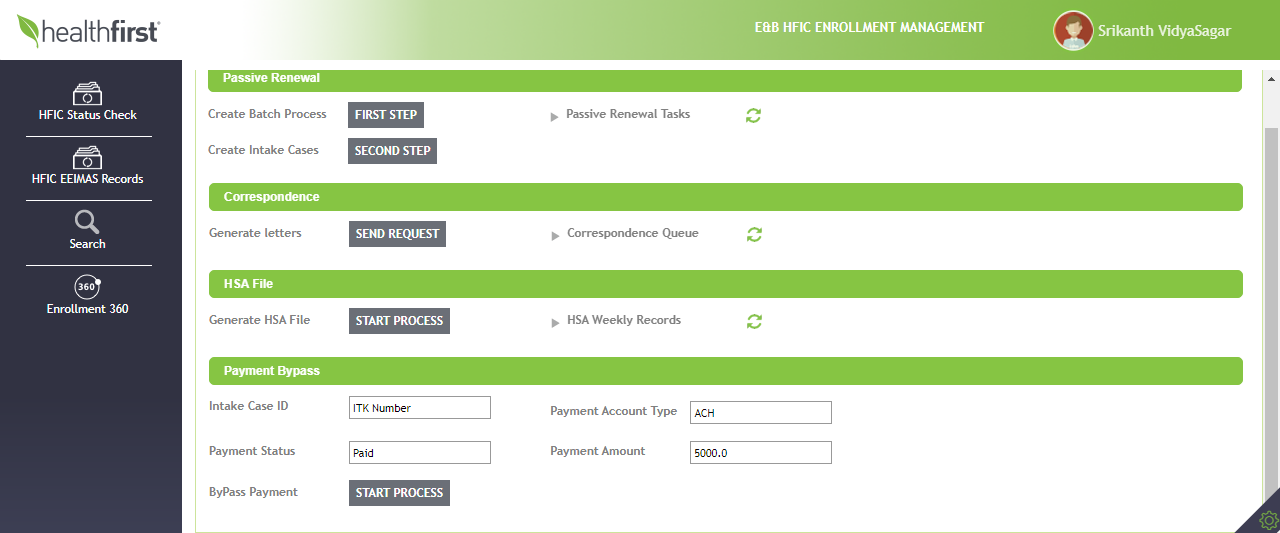 healthfirst
E&B HFIC ENROLLMENT MANAGEMENT
Srikanth VidyaSagar
HFIC Status Check
HFIC EEIMAS Records
Search
360
Enrollment 360
Passive Renewal
Create Batch Process FIRST STEP Passive Renewal Tasks
Create Intake Cases SECOND STEP
Correspondence
Generate letters SEND REQUEST Correspondence Queue
HSA File
Generate HSA File START PROCESS HSA Weekly Records
Payment Bypass
Intake Case ID ITK Number Payment Account Type ACH
Payment Status Paid Payment Amount 5000.0
ByPass Payment START PROCESS